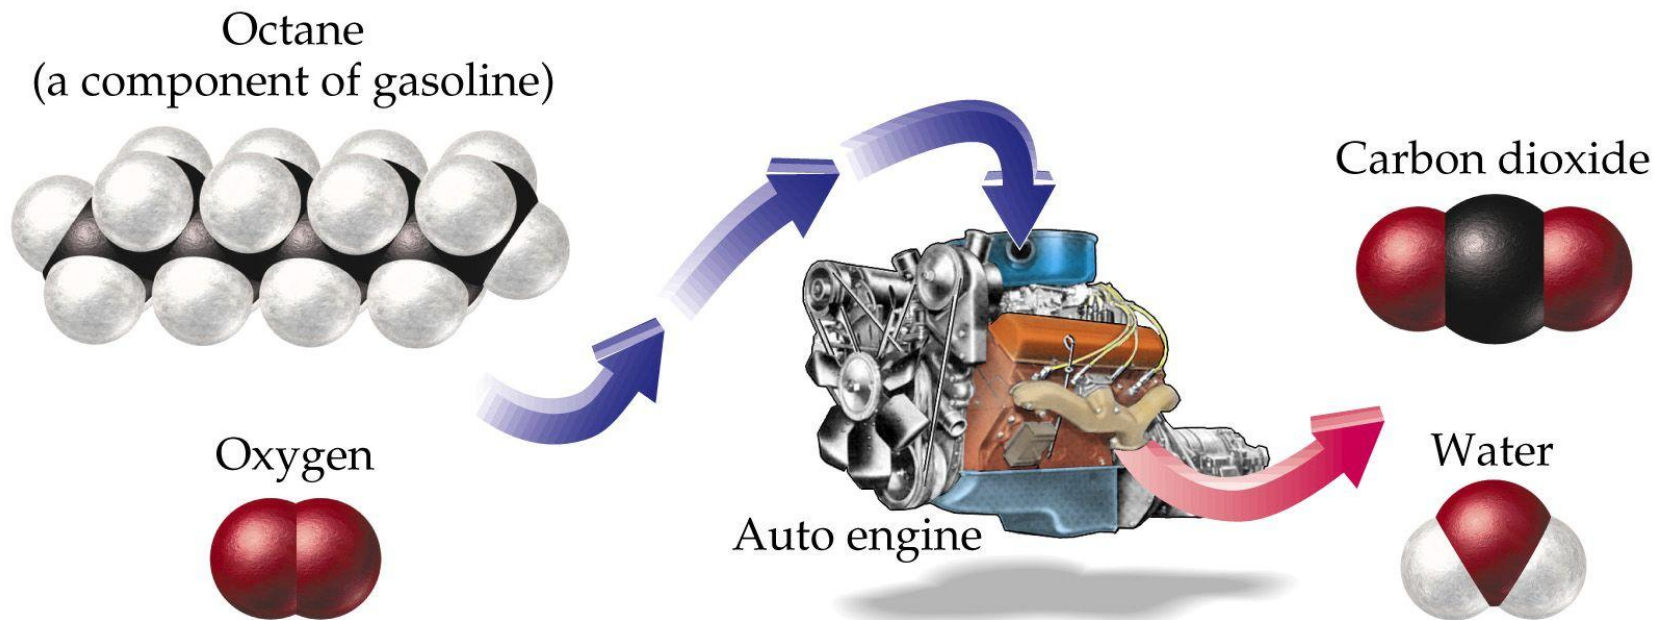 Octane
(a component of gasoline)
Oxygen
Auto engine
Carbon dioxide
Water